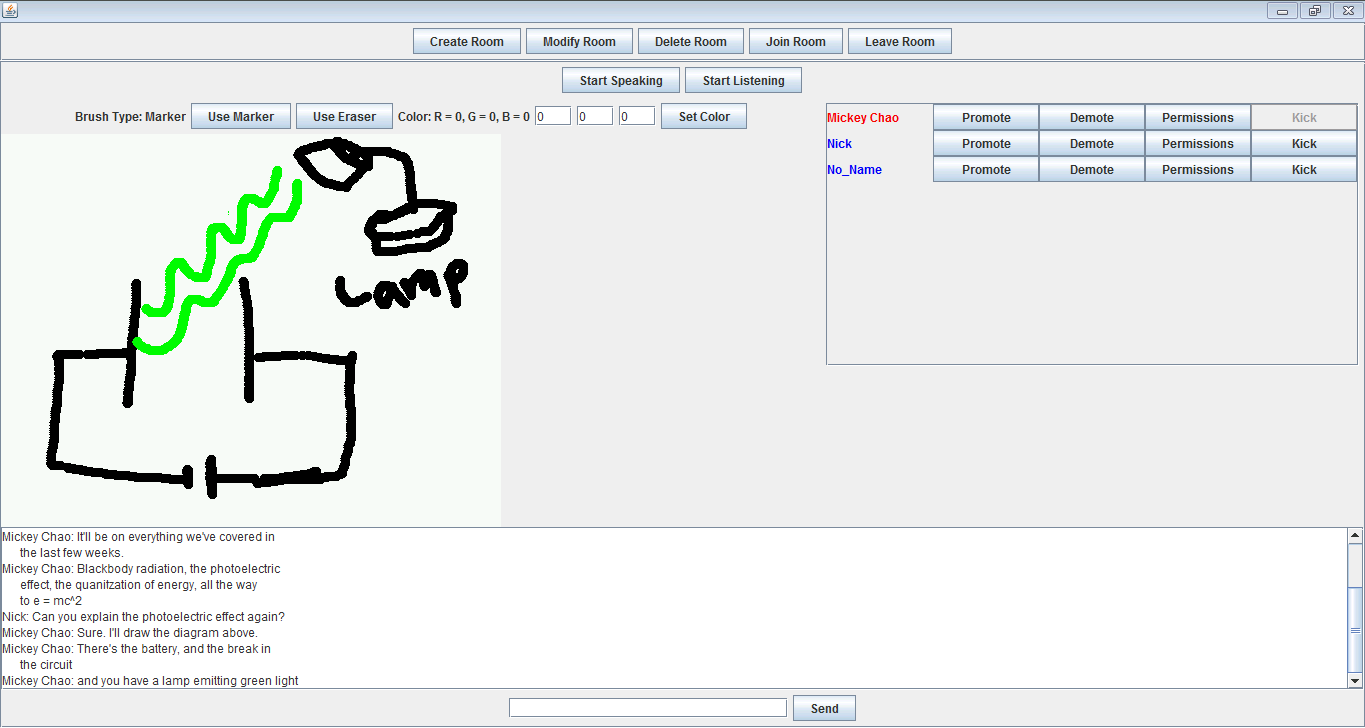 Create Room Modify Room Delete Room Join Room Leave Room
Start Speaking Start Listening
Brush Type: Marker Use Marker Use Eraser Color: R = 0, G = 0, B = 0 0 0 0 Set Color
Mickey Chao Promote Demote Permissions Kick
Nick Promote Demote Permissions Kick
No_Name Promote Demote Permissions Kick
Lamp
Mickey Chao: It'll be on everything we've covered in
the last few weeks.
Mickey Chao: Blackbody radiation, the photoelectric
effect, the quanitzation of energy, all the way
to e = mc^2
Nick: Can you explain the photoelectric effect again?
Mickey Chao: Sure. I'll draw the diagram above.
Mickey Chao: There's the battery, and the break in
the circuit
Mickey Chao: and you have a lamp emitting green light
Send